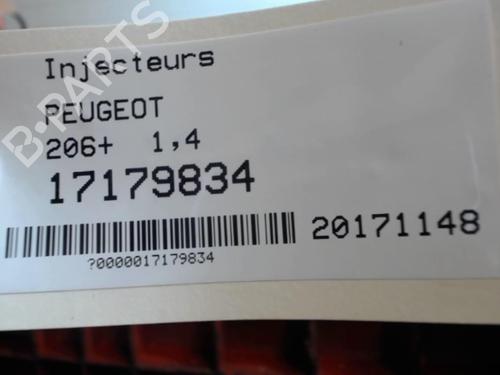 Injecteurs
PEUGEOT
206+ 1,4
17179834
20171148
?0000017179834
B-PARTS